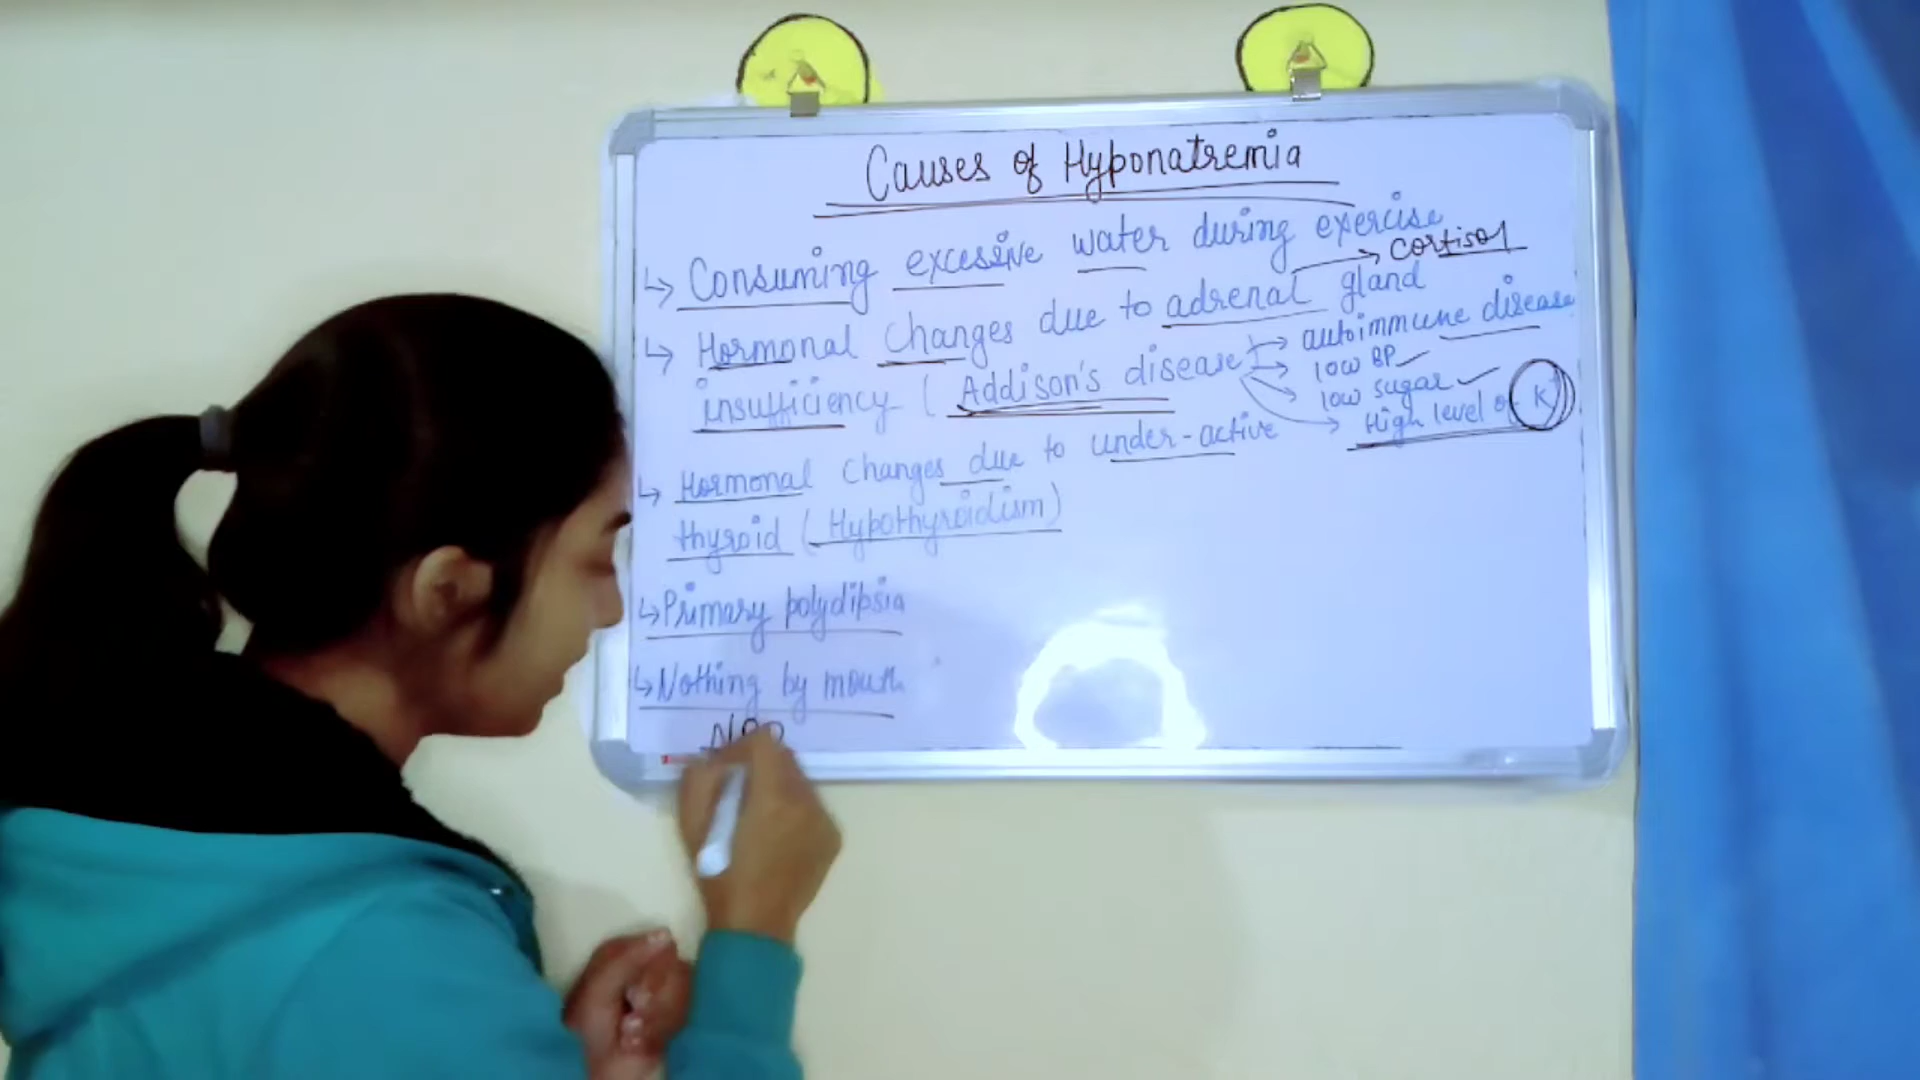 Causes of Hyponatremia
↳ Consuming excessive water during exercise
→ cortisol
↳ Hormonal changes due to adrenal gland
insufficiency ( Addison's disease
→ autoimmune disease
→ low BP ✓
→ low sugar ✓
→ High level of K+
↳ Hormonal changes due to under-active
thyroid (Hypothyroidism)
↳ Primary polydipsia
↳ Nothing by mouth